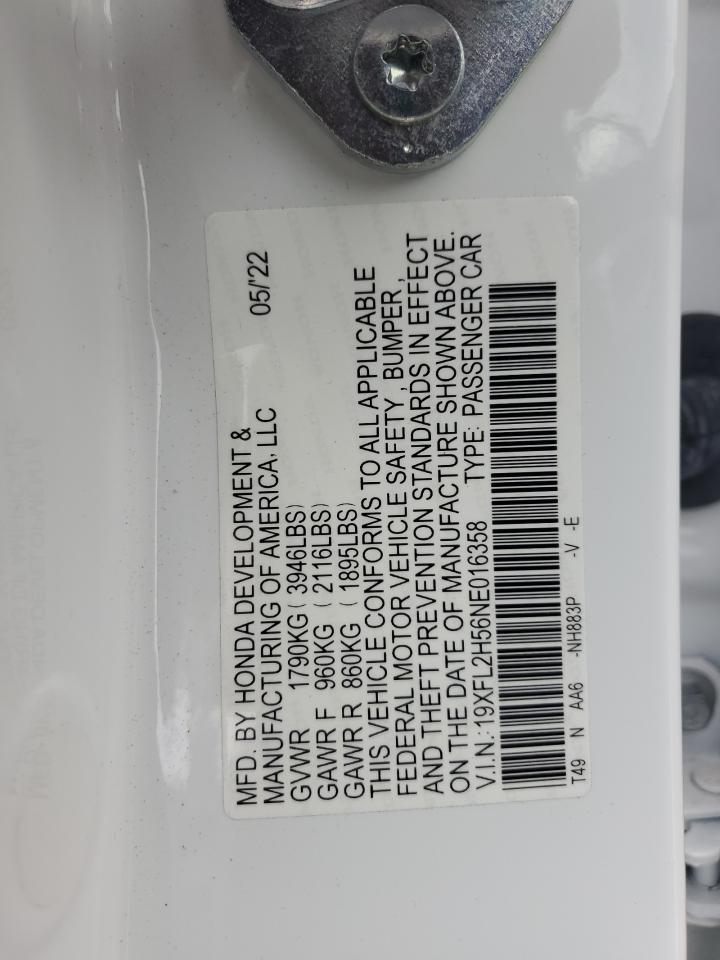 MFD. BY HONDA DEVELOPMENT &
MANUFACTURING OF AMERICA, LLC 05/'22
GVWR 1790KG ( 3946LBS)
GAWR F 960KG ( 2116LBS)
GAWR R 860KG ( 1895LBS)
THIS VEHICLE CONFORMS TO ALL APPLICABLE
FEDERAL MOTOR VEHICLE SAFETY , BUMPER ,
AND THEFT PREVENTION STANDARDS IN EFFECT
ON THE DATE OF MANUFACTURE SHOWN ABOVE.
V.I.N.: 19XFL2H56NE016358 TYPE: PASSENGER CAR
T49 N AA6 -NH883P -V -E